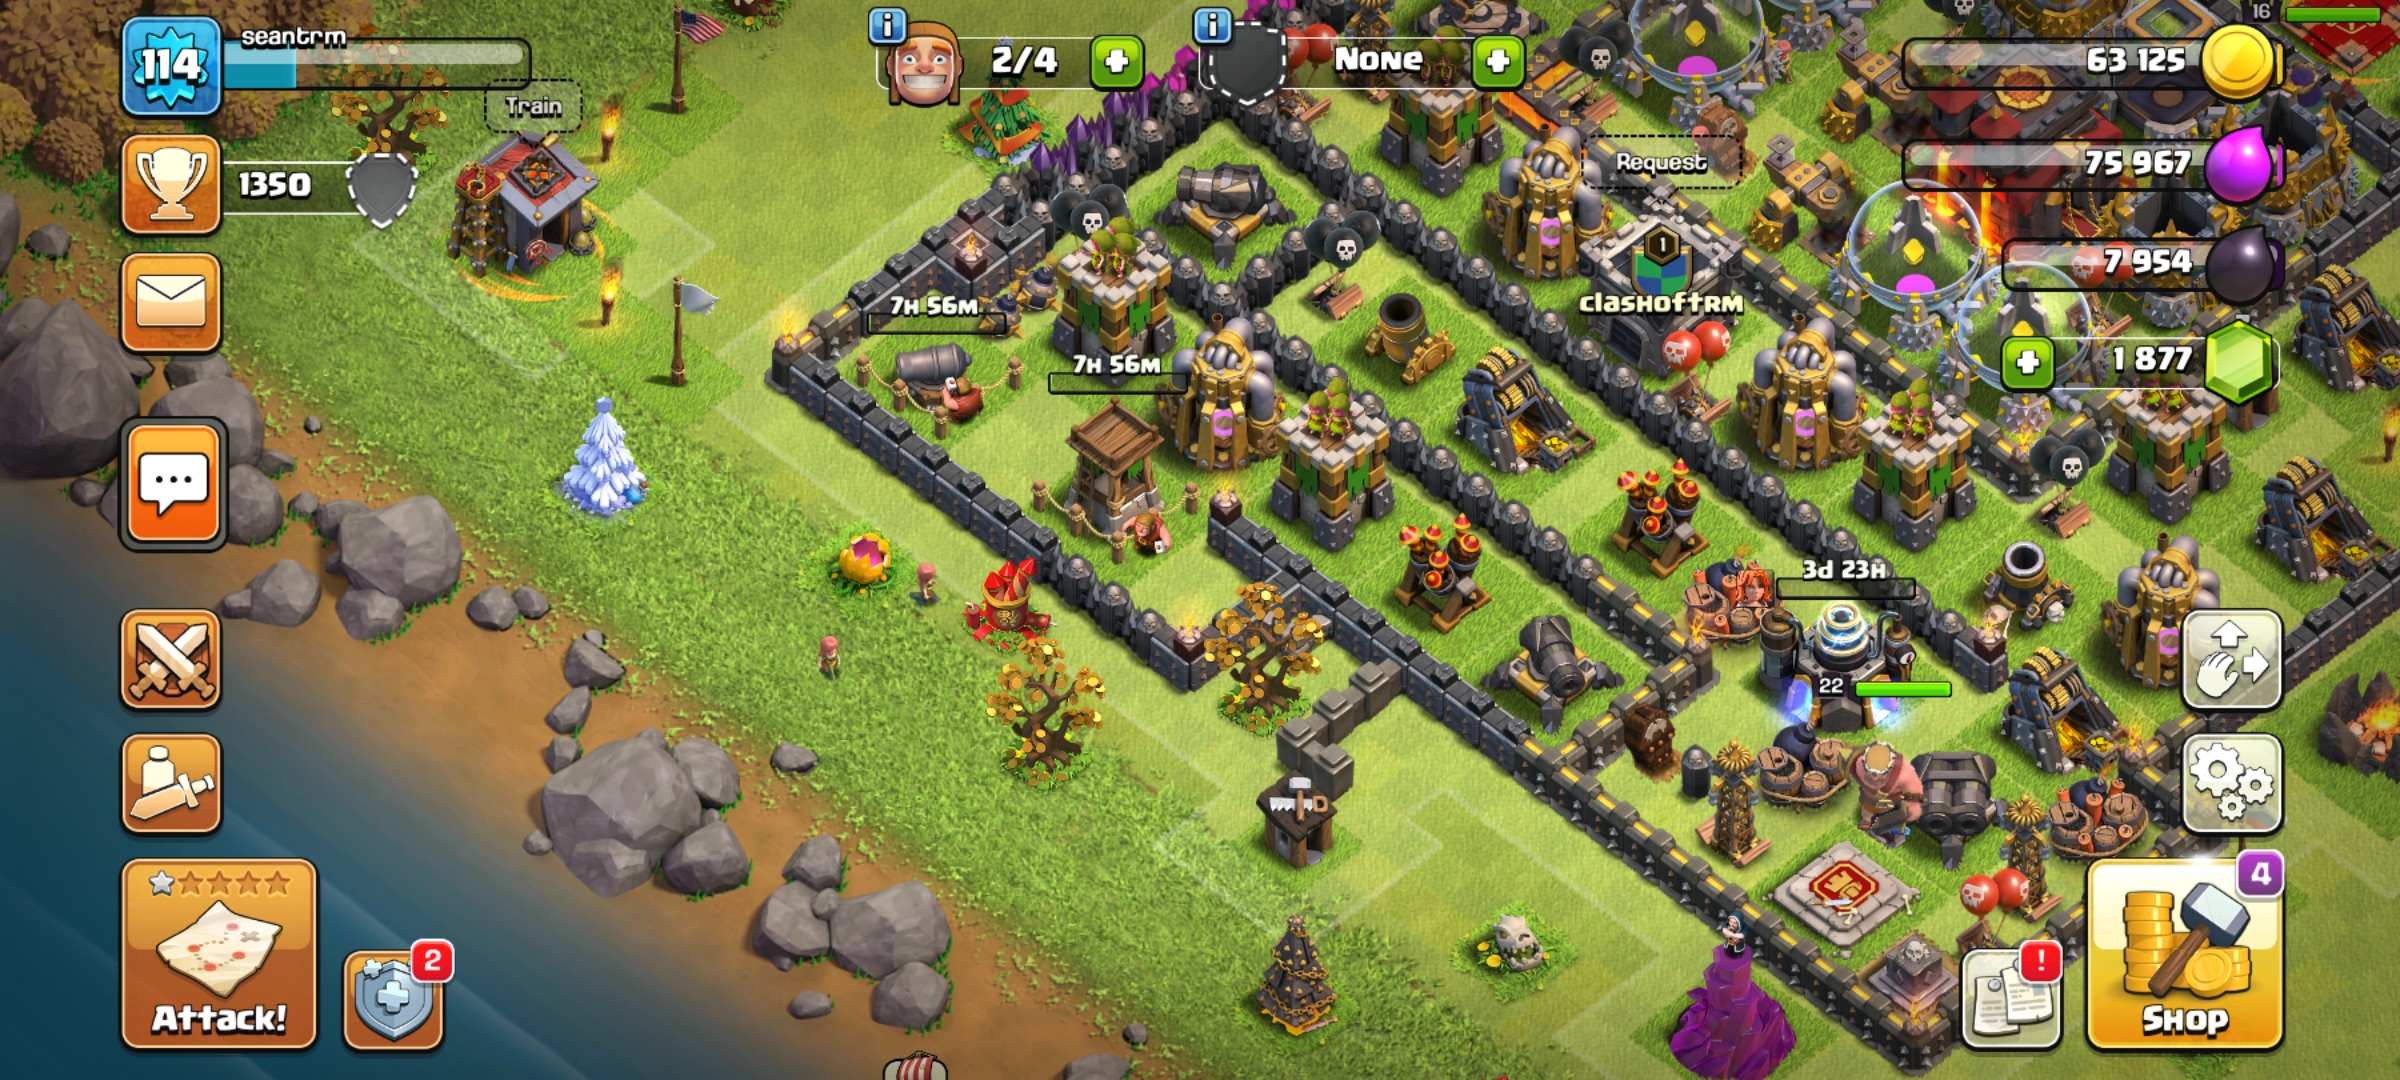 114
seantrm
2/4
None
16
63 125
Train
1350
Request
75 967
1
clashoftrm
7 954
7H 56M
7H 56M
1 877
3d 23H
22
4
Attack!
2
!
Shop